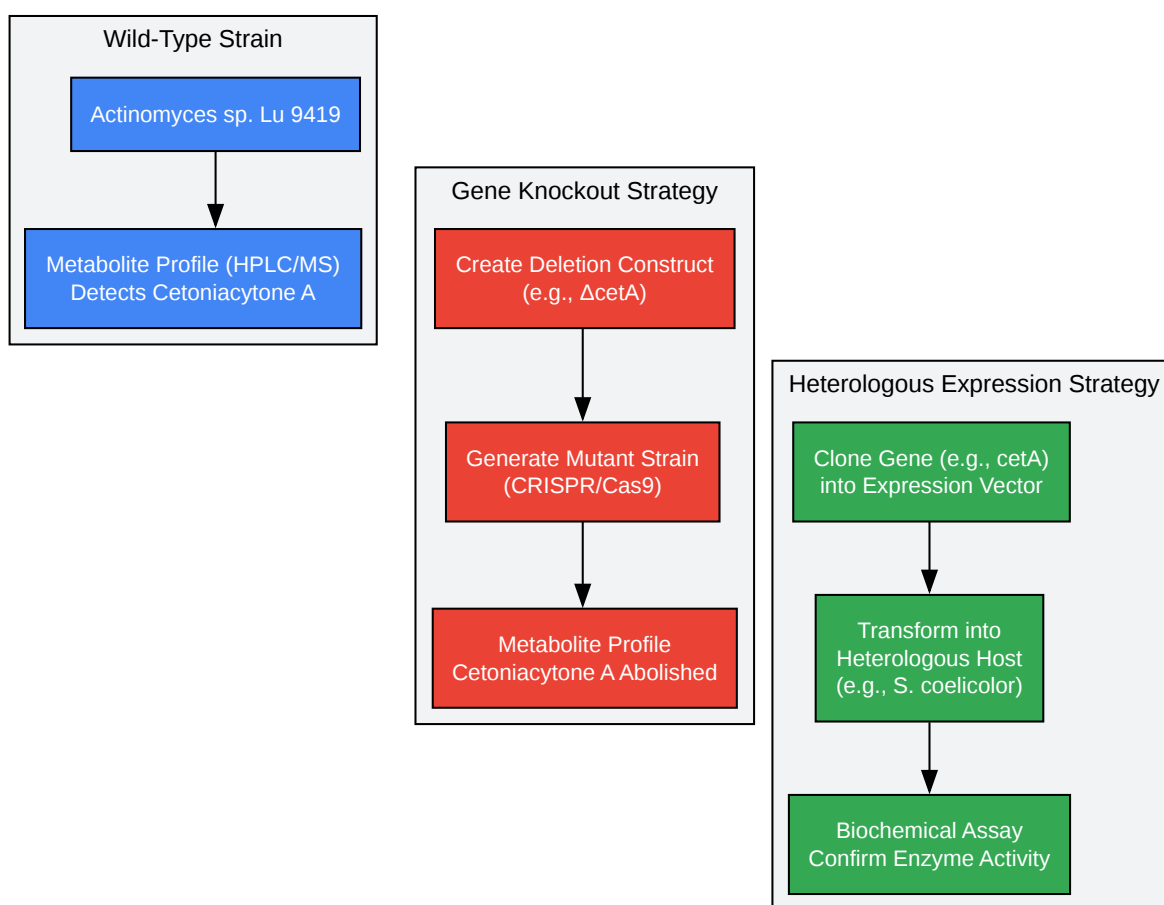 Wild-Type Strain
Actinomyces sp. Lu 9419
Metabolite Profile (HPLC/MS)
Detects Cetoniacytone A
Gene Knockout Strategy
Create Deletion Construct
(e.g., ΔcetA)
Generate Mutant Strain
(CRISPR/Cas9)
Metabolite Profile
Cetoniacytone A Abolished
Heterologous Expression Strategy
Clone Gene (e.g., cetA)
into Expression Vector
Transform into
Heterologous Host
(e.g., S. coelicolor)
Biochemical Assay
Confirm Enzyme Activity